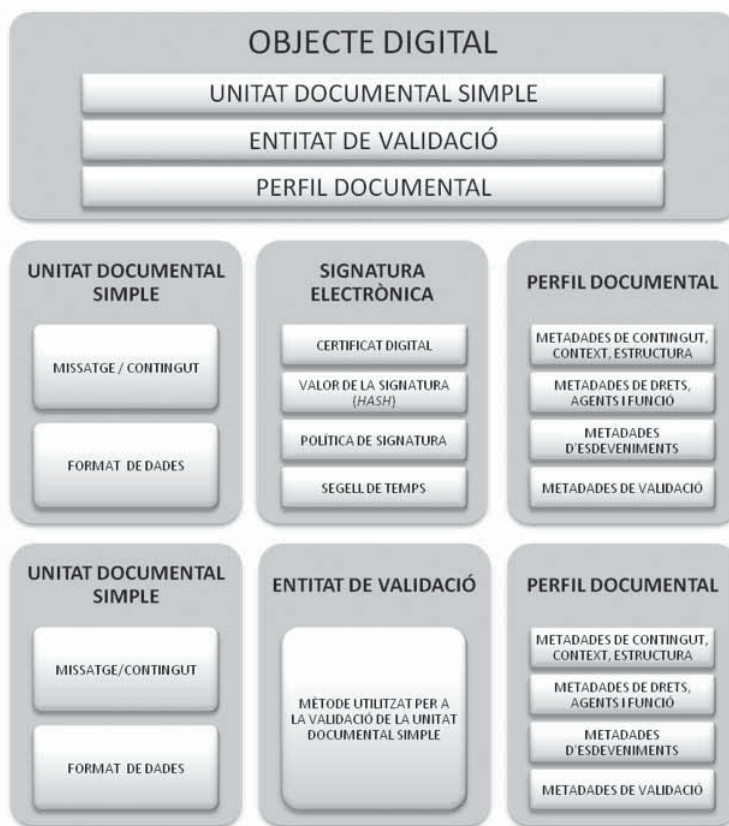 OBJECTE DIGITAL
UNITAT DOCUMENTAL SIMPLE
ENTITAT DE VALIDACIÓ
PERFIL DOCUMENTAL
UNITAT DOCUMENTAL
SIMPLE
MISSATGE / CONTINGUT
FORMAT DE DADES
SIGNATURA
ELECTRÒNICA
CERTIFICAT DIGITAL
VALOR DE LA SIGNATURA
(HASH)
POLÍTICA DE SIGNATURA
SEGELL DE TEMPS
PERFIL DOCUMENTAL
METADADES DE CONTINGUT,
CONTEXT, ESTRUCTURA
METADADES DE DRETS,
AGENTS I FUNCIÓ
METADADES
D'ESDEVENIMENTS
METADADES DE VALIDACIÓ
UNITAT DOCUMENTAL
SIMPLE
MISSATGE/CONTINGUT
FORMAT DE DADES
ENTITAT DE VALIDACIÓ
MÈTODE UTILITZAT PER A
LA VALIDACIÓ DE LA UNITAT
DOCUMENTAL SIMPLE
PERFIL DOCUMENTAL
METADADES DE CONTINGUT,
CONTEXT, ESTRUCTURA
METADADES DE DRETS,
AGENTS I FUNCIÓ
METADADES
D'ESDEVENIMENTS
METADADES DE VALIDACIÓ